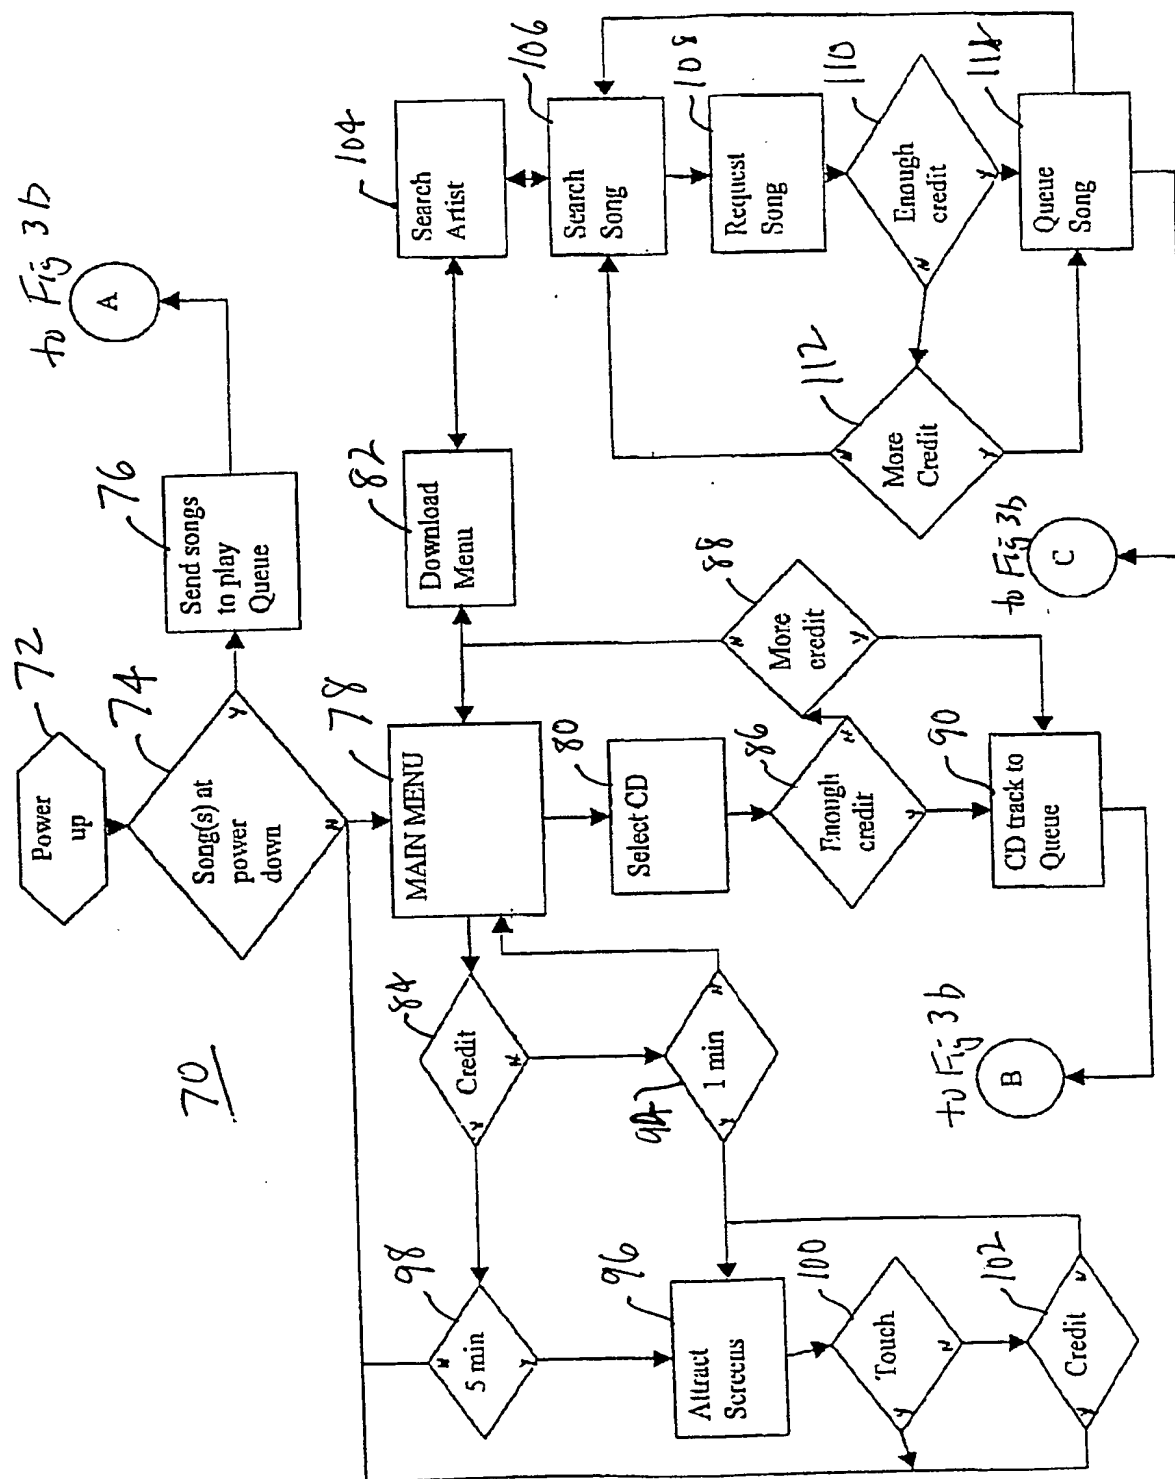 70
Power
up
72
Song(s) at
power
down
Y
N
74
Send songs
to play
Queue
76
to Fig 3b
A
MAIN MENU
78
Download
Menu
82
Search
Artist
104
Credit
Y
N
84
5 min
N
Y
98
1 min
Y
N
94
Attract
Screens
96
Touch
Y
N
100
Credit
Y
N
102
Select CD
80
Enough
credit
N
Y
86
More
credit
N
Y
88
CD track to
Queue
90
to Fig 3b
B
Search
Song
106
Request
Song
108
Enough
credit
N
Y
110
More
Credit
N
Y
112
Queue
Song
to Fig 3b
C